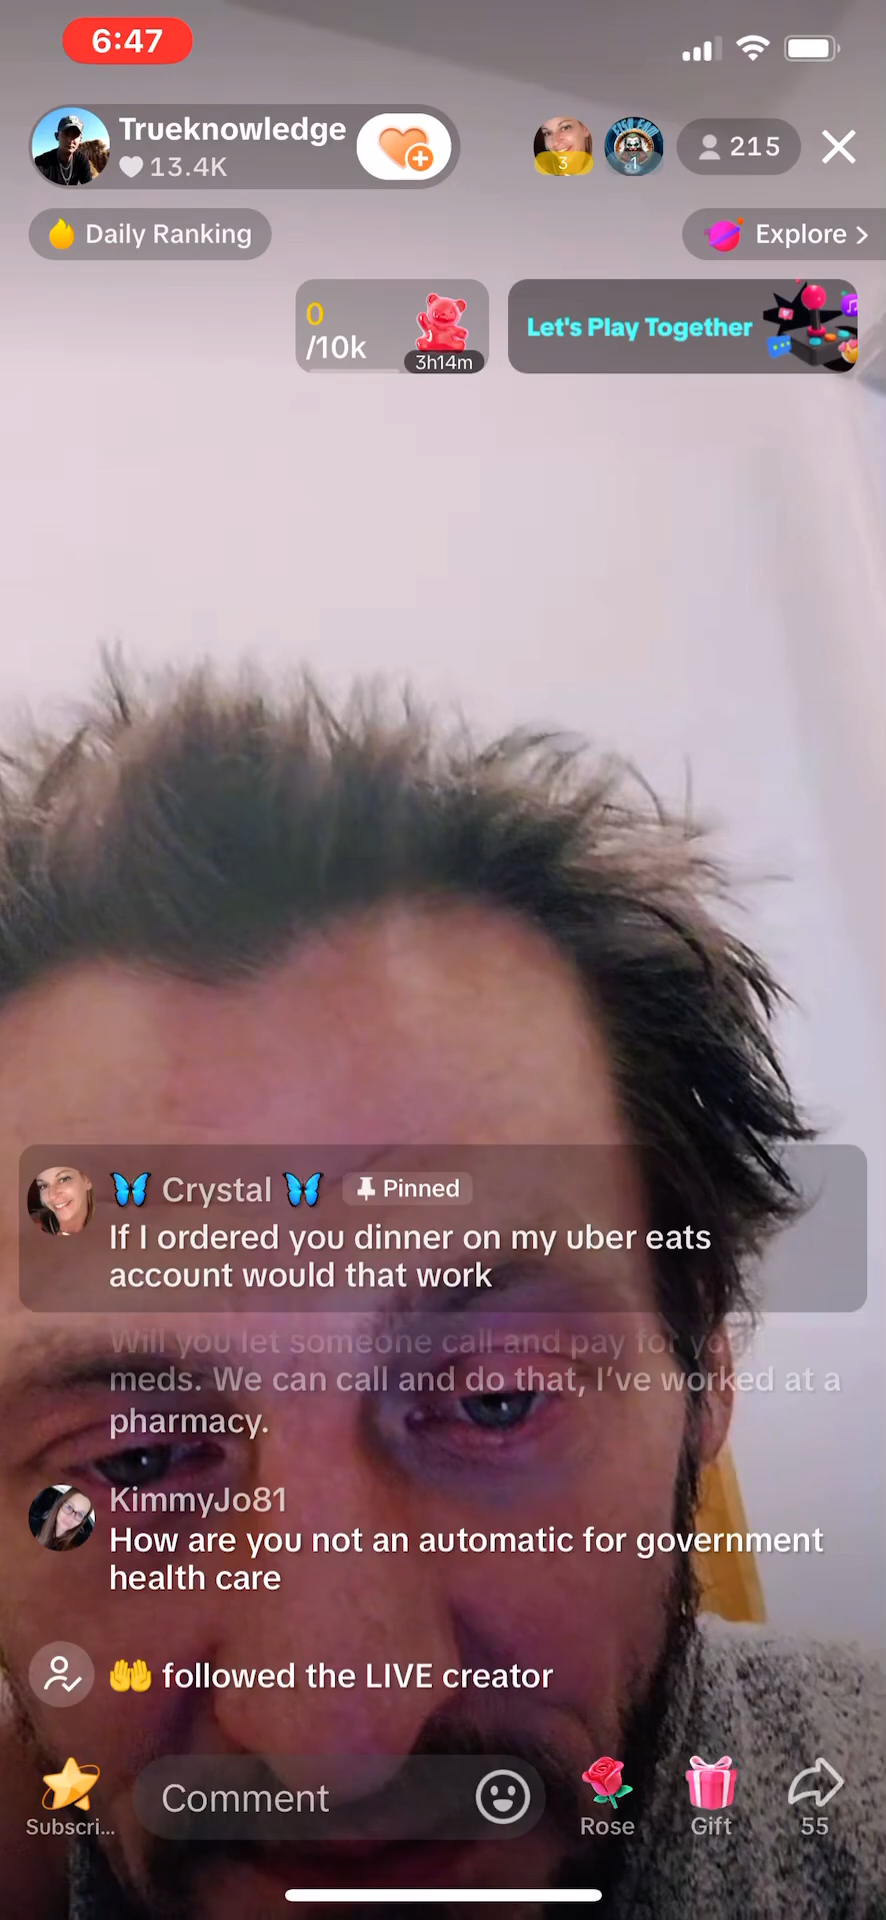 6:47
Trueknowledge
13.4K
3
1
215
Daily Ranking
Explore
0
/10k
3h14m
Let's Play Together
Crystal
Pinned
If I ordered you dinner on my uber eats
account would that work
Will you let someone call and pay for your
meds. We can call and do that, I've worked at a
pharmacy.
KimmyJo81
How are you not an automatic for government
health care
followed the LIVE creator
Comment
Subscri...
Rose
Gift
55